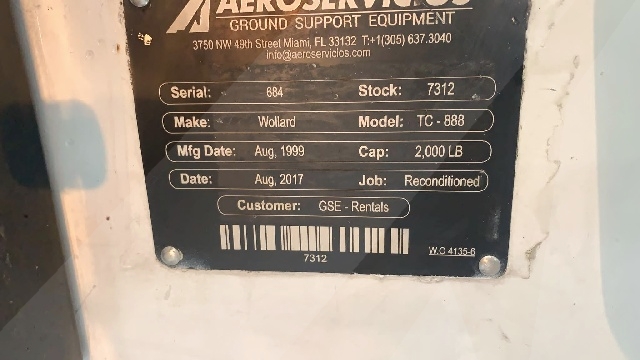 AEROSERVICIOS
GROUND SUPPORT EQUIPMENT
3750 NW 49th Street Miami, FL 33132 T:+1(305) 637.3040
info@aeroservicios.com
Serial: 884 Stock: 7312
Make: Wollard Model: TC - 888
Mfg Date: Aug, 1999 Cap: 2,000 LB
Date: Aug, 2017 Job: Reconditioned
Customer: GSE - Rentals
7312 W.O 4135-6